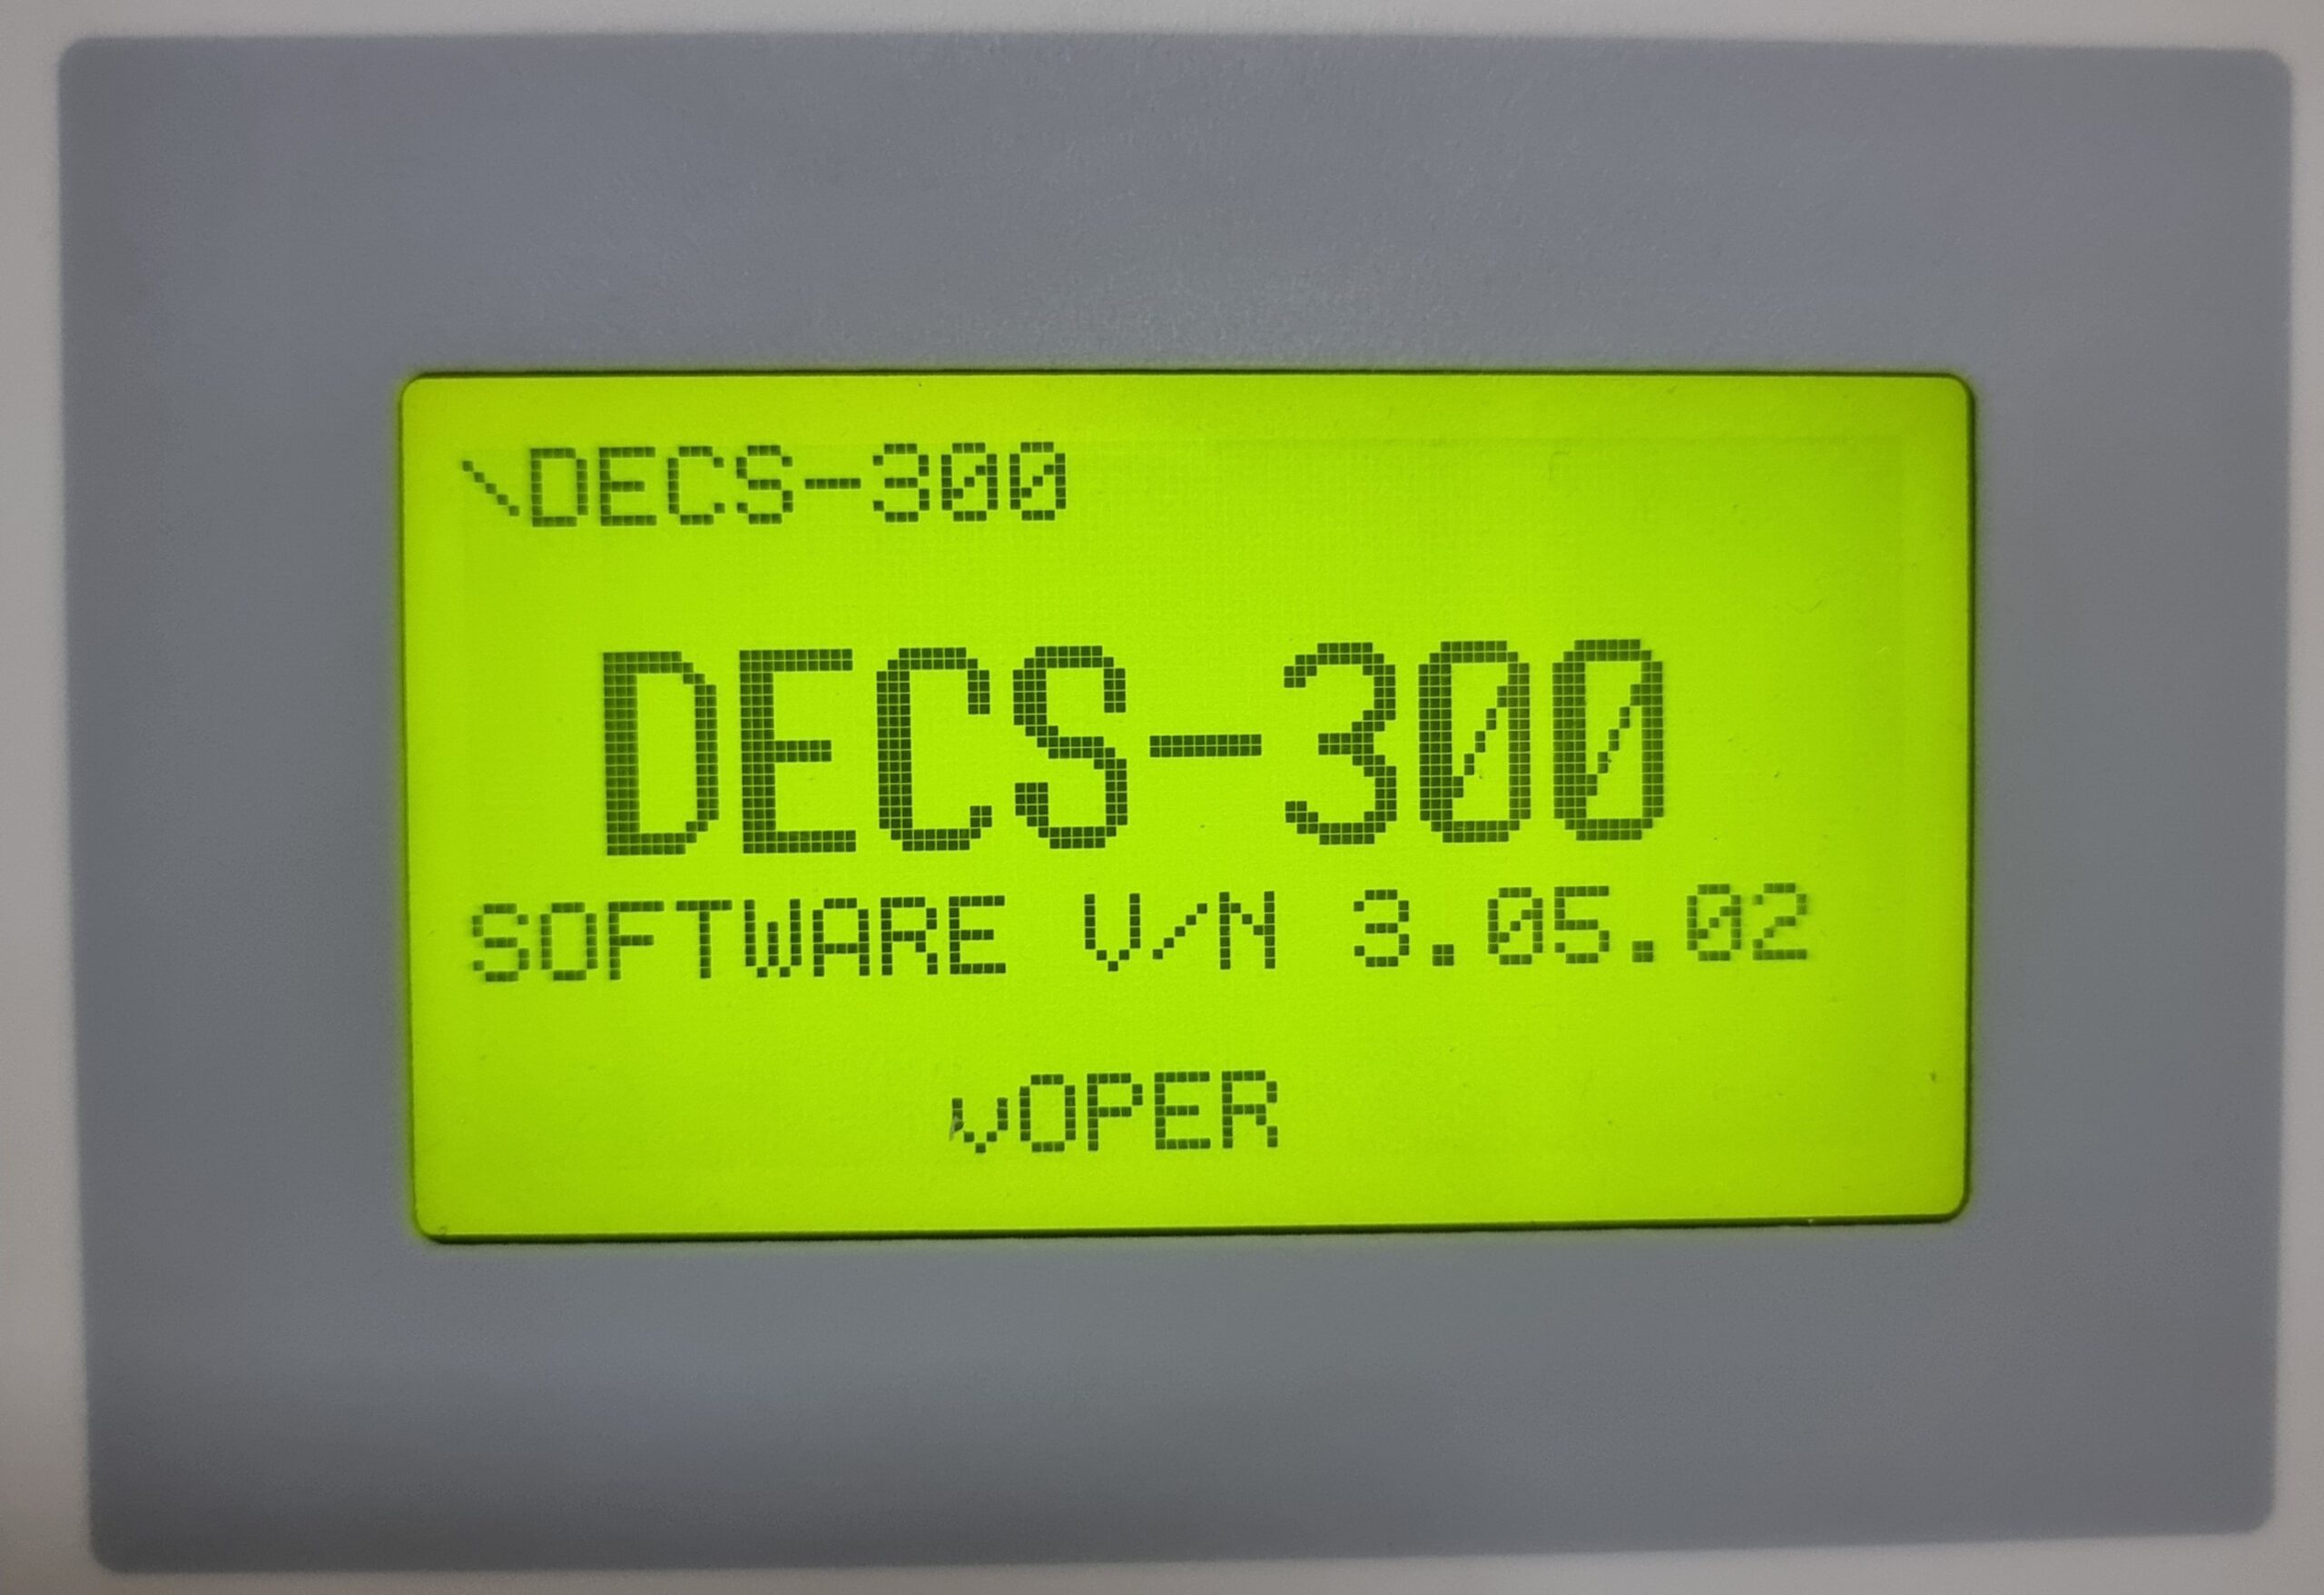 \DECS-300
DECS-300
SOFTWARE V/N 3.05.02
vOPER